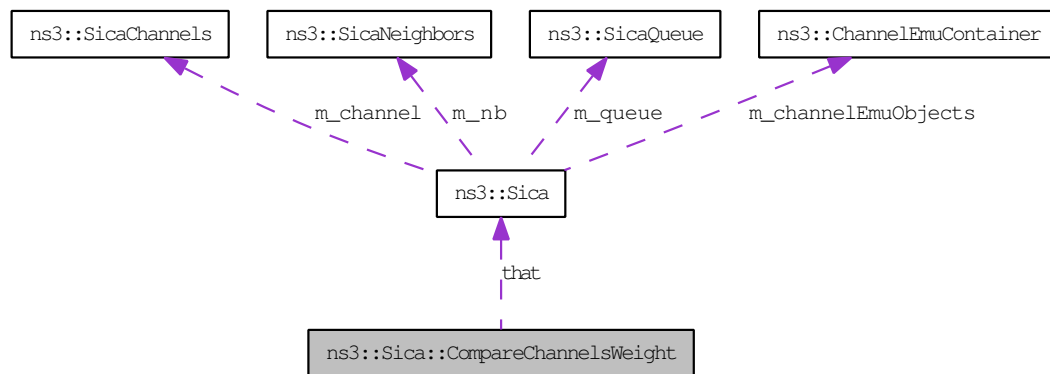 ns3::SicaChannels
ns3::SicaNeighbors
ns3::SicaQueue
ns3::ChannelEmuContainer
m_channel
m_nb
m_queue
m_channelEmuObjects
ns3::Sica
that
ns3::Sica::CompareChannelsWeight